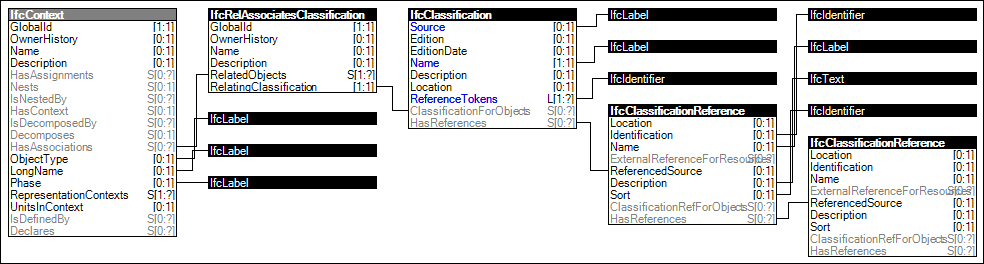 IfcContext
GlobalId [1:1]
OwnerHistory [0:1]
Name [0:1]
Description [0:1]
HasAssignments S[0:?]
Nests S[0:1]
IsNestedBy S[0:?]
HasContext S[0:1]
IsDecomposedBy S[0:?]
Decomposes S[0:1]
HasAssociations S[0:?]
ObjectType [0:1]
LongName [0:1]
Phase [0:1]
RepresentationContexts S[1:?]
UnitsInContext [0:1]
IsDefinedBy S[0:?]
Declares S[0:?]
IfcRelAssociatesClassification
GlobalId [1:1]
OwnerHistory [0:1]
Name [0:1]
Description [0:1]
RelatedObjects S[1:?]
RelatingClassification [1:1]
IfcLabel
IfcLabel
IfcLabel
IfcClassification
Source [0:1]
Edition [0:1]
EditionDate [0:1]
Name [1:1]
Description [0:1]
Location [0:1]
ReferenceTokens L[1:?]
ClassificationForObjects S[0:?]
HasReferences S[0:?]
IfcLabel
IfcLabel
IfcIdentifier
IfcClassificationReference
Location [0:1]
Identification [0:1]
Name [0:1]
ExternalReferenceForResources S[0:?]
ReferencedSource [0:1]
Description [0:1]
Sort [0:1]
ClassificationRefForObjects S[0:?]
HasReferences S[0:?]
IfcIdentifier
IfcLabel
IfcText
IfcIdentifier
IfcClassificationReference
Location [0:1]
Identification [0:1]
Name [0:1]
ExternalReferenceForResources S[0:?]
ReferencedSource [0:1]
Description [0:1]
Sort [0:1]
ClassificationRefForObjects S[0:?]
HasReferences S[0:?]